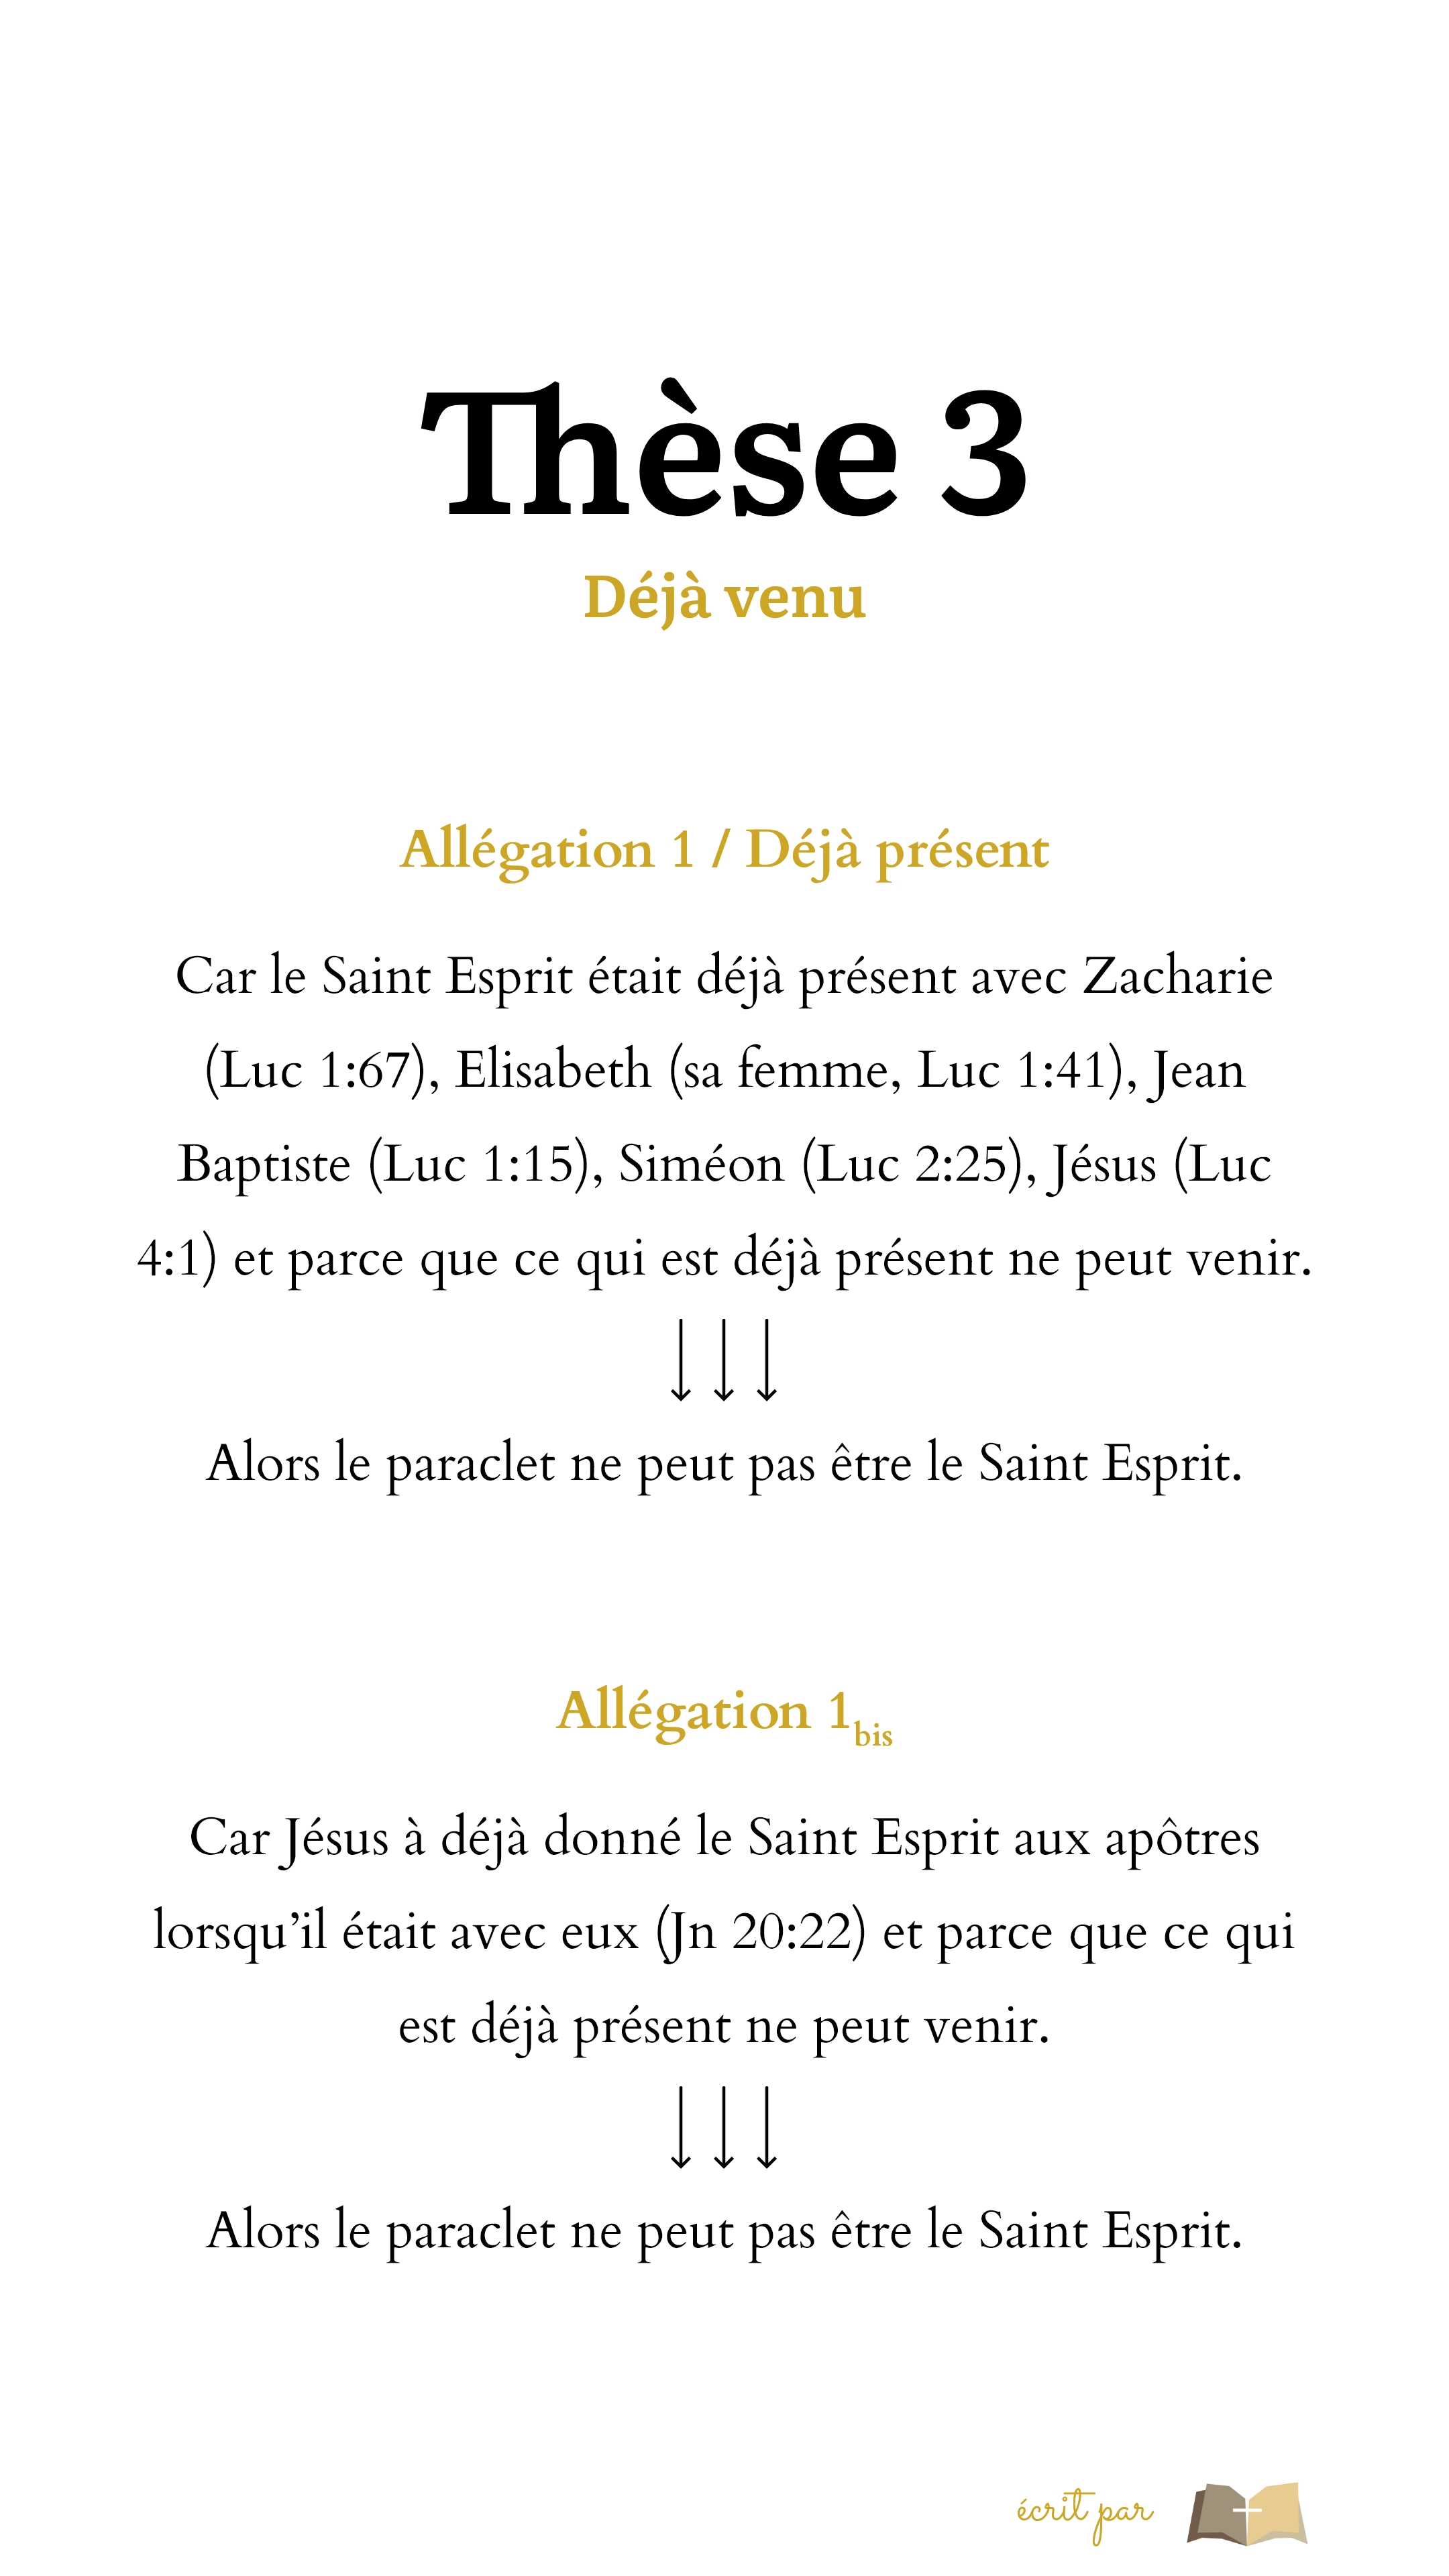 Thèse 3
Déjà venu
Allégation 1 / Déjà présent
Car le Saint Esprit était déjà présent avec Zacharie
(Luc 1:67), Elisabeth (sa femme, Luc 1:41), Jean
Baptiste (Luc 1:15), Siméon (Luc 2:25), Jésus (Luc
4:1) et parce que ce qui est déjà présent ne peut venir.
↓ ↓ ↓
Alors le paraclet ne peut pas être le Saint Esprit.
Allégation 1bis
Car Jésus à déjà donné le Saint Esprit aux apôtres
lorsqu’il était avec eux (Jn 20:22) et parce que ce qui
est déjà présent ne peut venir.
↓ ↓ ↓
Alors le paraclet ne peut pas être le Saint Esprit.
écrit par